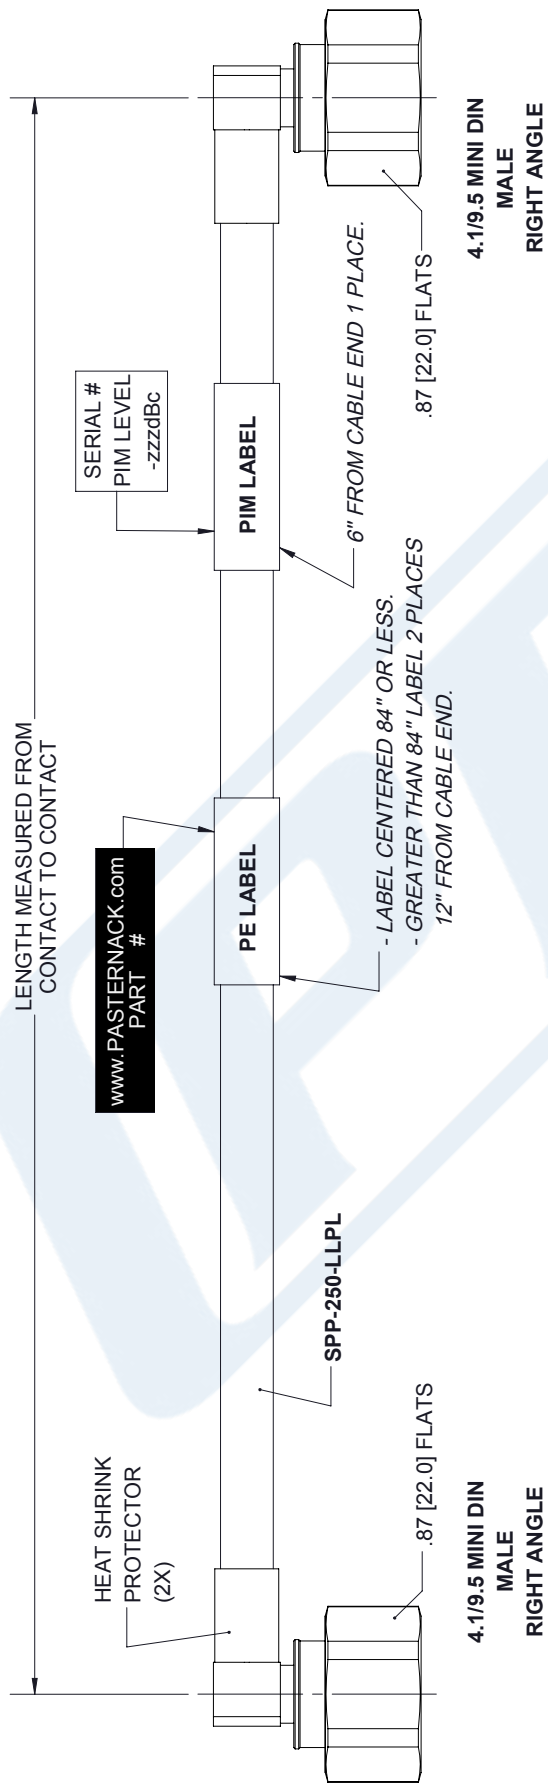 LENGTH MEASURED FROM
CONTACT TO CONTACT
HEAT SHRINK
PROTECTOR
(2X)
www.PASTERNACK.com
PART #
SERIAL #
PIM LEVEL
-zzzdBc
PE LABEL
PIM LABEL
SPP-250-LLPL
- LABEL CENTERED 84" OR LESS.
- GREATER THAN 84" LABEL 2 PLACES
12" FROM CABLE END.
6" FROM CABLE END 1 PLACE.
.87 [22.0] FLATS
.87 [22.0] FLATS
4.1/9.5 MINI DIN
MALE
RIGHT ANGLE
4.1/9.5 MINI DIN
MALE
RIGHT ANGLE